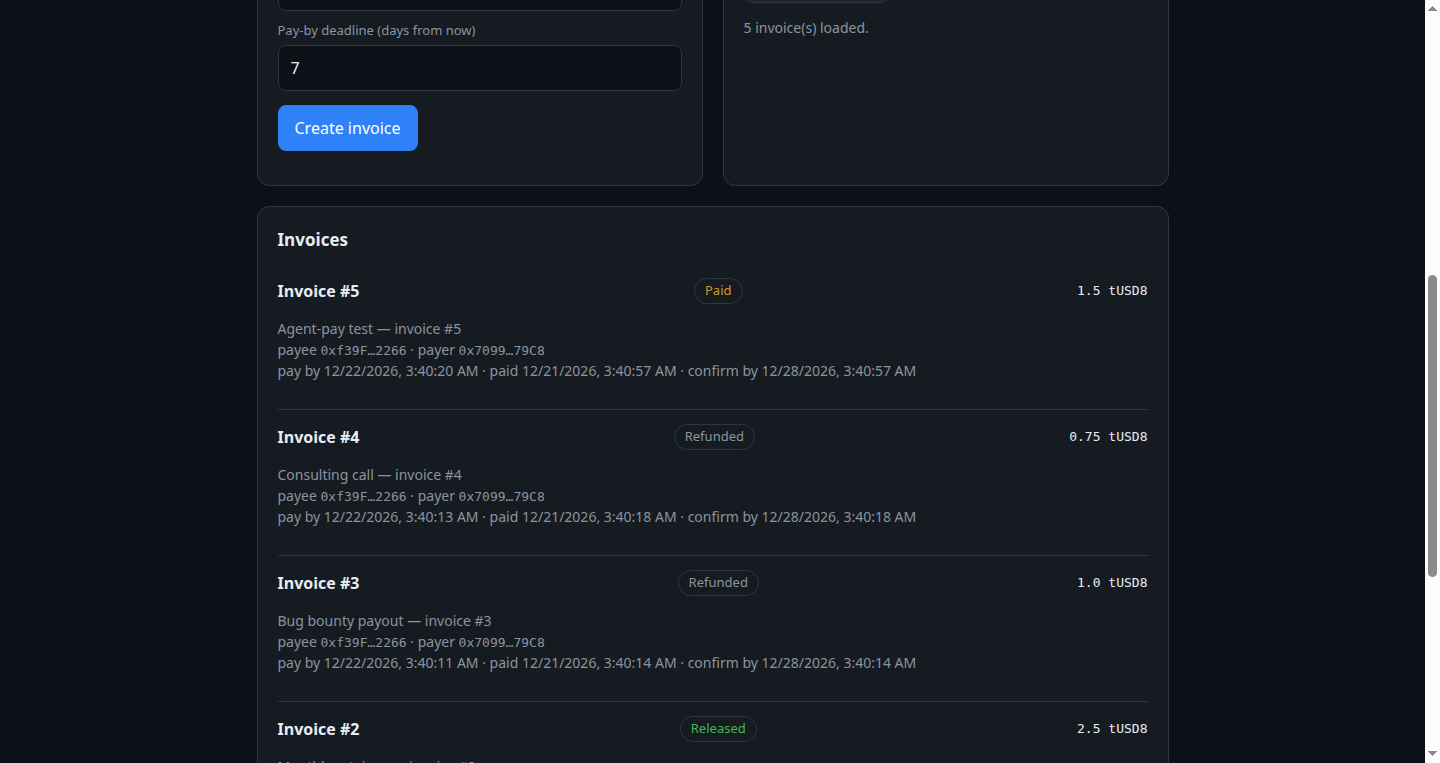 Pay-by deadline (days from now)
7
Create invoice
5 invoice(s) loaded.
Invoices
Invoice #5 Paid 1.5 tUSD8
Agent-pay test — invoice #5
payee 0xf39F…2266 · payer 0x7099…79C8
pay by 12/22/2026, 3:40:20 AM · paid 12/21/2026, 3:40:57 AM · confirm by 12/28/2026, 3:40:57 AM
Invoice #4 Refunded 0.75 tUSD8
Consulting call — invoice #4
payee 0xf39F…2266 · payer 0x7099…79C8
pay by 12/22/2026, 3:40:13 AM · paid 12/21/2026, 3:40:18 AM · confirm by 12/28/2026, 3:40:18 AM
Invoice #3 Refunded 1.0 tUSD8
Bug bounty payout — invoice #3
payee 0xf39F…2266 · payer 0x7099…79C8
pay by 12/22/2026, 3:40:11 AM · paid 12/21/2026, 3:40:14 AM · confirm by 12/28/2026, 3:40:14 AM
Invoice #2 Released 2.5 tUSD8